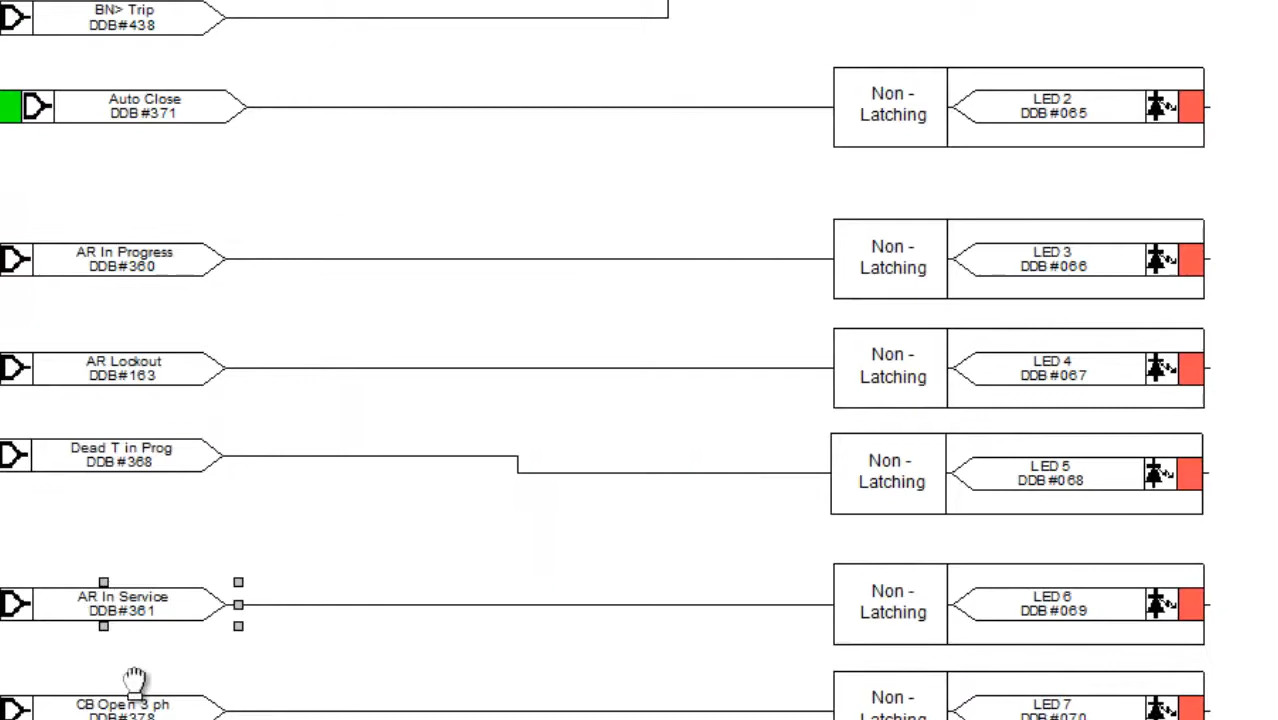 BN> Trip
DDB#438
Auto Close
DDB#371
Non -
Latching
LED 2
DDB #065
AR In Progress
DDB#360
Non -
Latching
LED 3
DDB #066
AR Lockout
DDB#163
Non -
Latching
LED 4
DDB #067
Dead T in Prog
DDB#368
Non -
Latching
LED 5
DDB #068
AR In Service
DDB#361
Non -
Latching
LED 6
DDB #069
CB Open 3 ph
DDB#378
Non -
Latching
LED 7
DDB #070